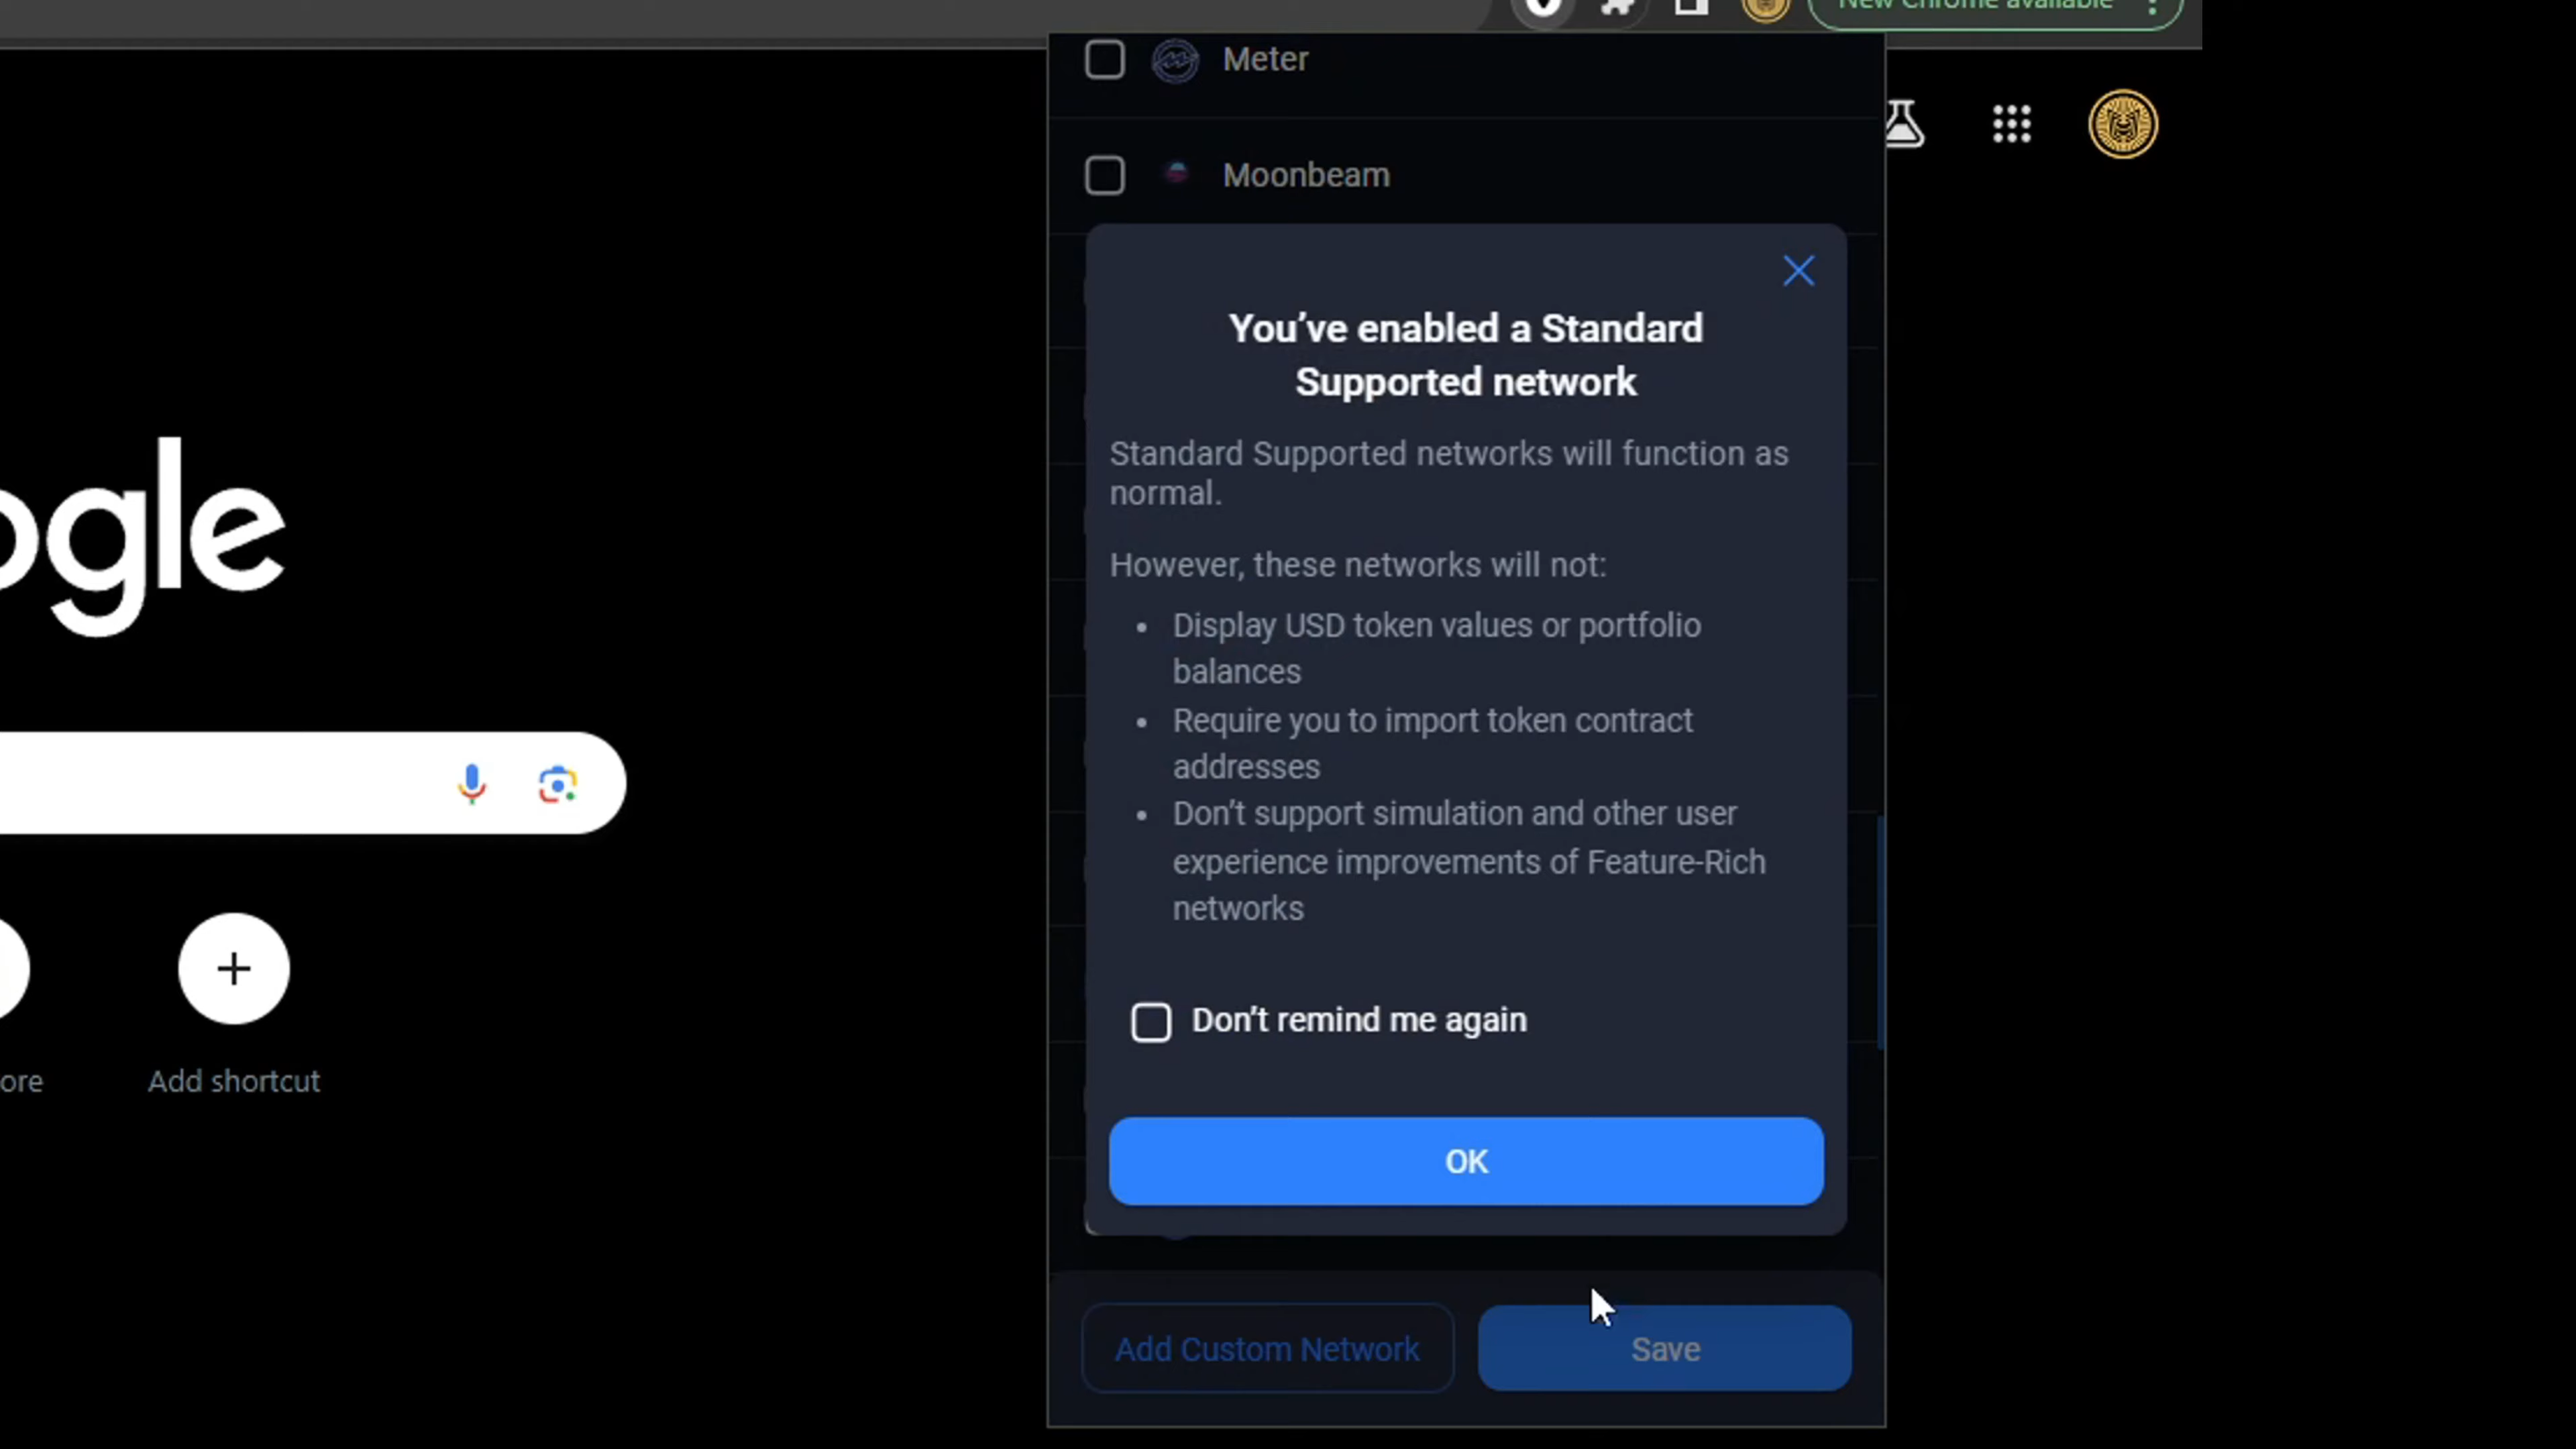 New Chrome available
Meter
Moonbeam
You've enabled a Standard
Supported network
Standard Supported networks will function as
normal.
However, these networks will not:
• Display USD token values or portfolio
balances
• Require you to import token contract
addresses
• Don't support simulation and other user
experience improvements of Feature-Rich
networks
Don't remind me again
OK
Add Custom Network
Save
ogle
ore
Add shortcut